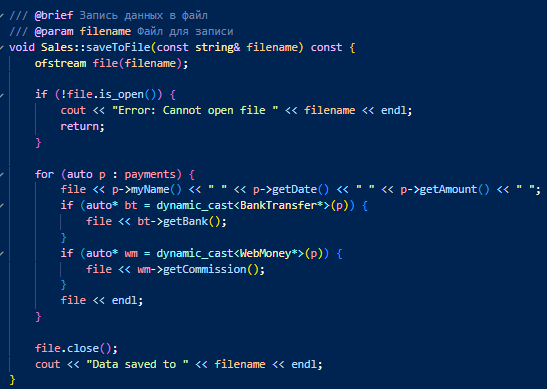 /// @brief Запись данных в файл
/// @param filename Файл для записи
void Sales::saveToFile(const string& filename) const {
    ofstream file(filename);

    if (!file.is_open()) {
        cout << "Error: Cannot open file " << filename << endl;
        return;
    }

    for (auto p : payments) {
        file << p->myName() << " " << p->getDate() << " " << p->getAmount() << " ";
        if (auto* bt = dynamic_cast<BankTransfer*>(p)) {
            file << bt->getBank();
        }
        if (auto* wm = dynamic_cast<WebMoney*>(p)) {
            file << wm->getCommission();
        }
        file << endl;
    }

    file.close();
    cout << "Data saved to " << filename << endl;
}